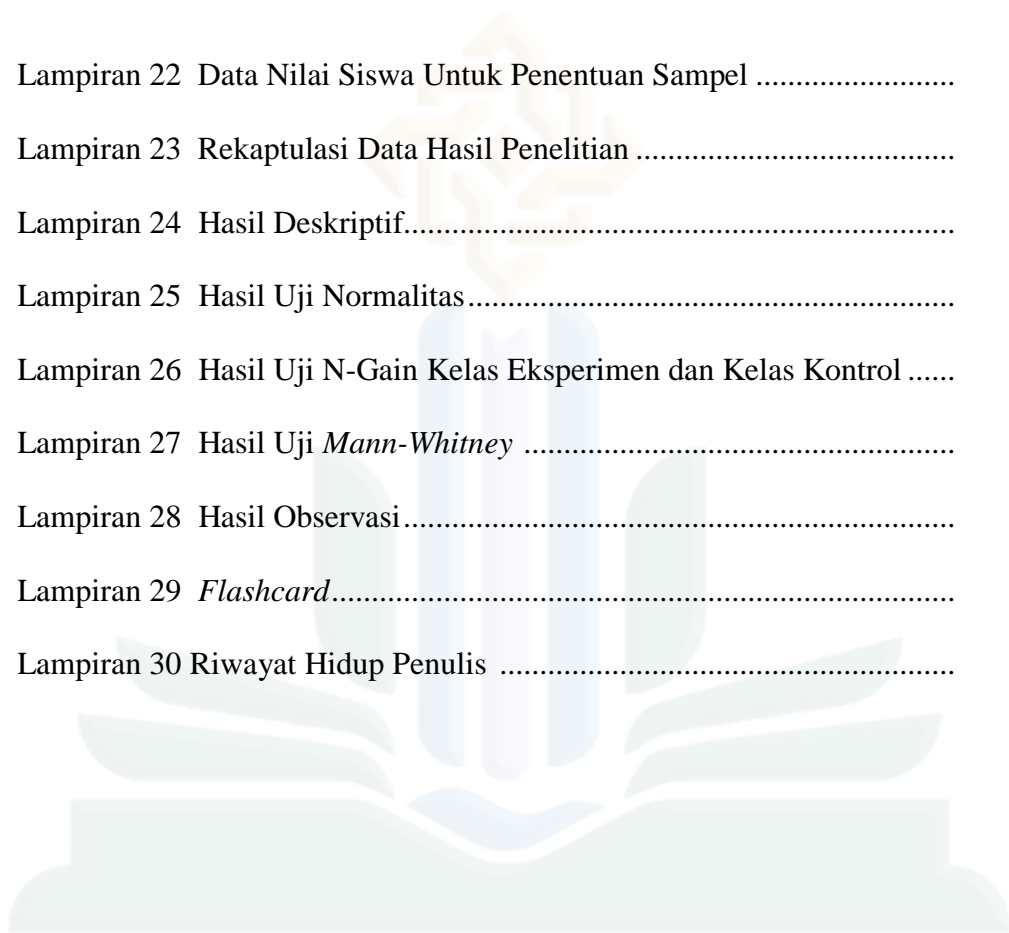 Lampiran 22  Data Nilai Siswa Untuk Penentuan Sampel .........................
Lampiran 23  Rekaptulasi Data Hasil Penelitian ........................................
Lampiran 24  Hasil Deskriptif.....................................................................
Lampiran 25  Hasil Uji Normalitas.............................................................
Lampiran 26  Hasil Uji N-Gain Kelas Eksperimen dan Kelas Kontrol ......
Lampiran 27  Hasil Uji Mann-Whitney ......................................................
Lampiran 28  Hasil Observasi.....................................................................
Lampiran 29  Flashcard..............................................................................
Lampiran 30 Riwayat Hidup Penulis .........................................................